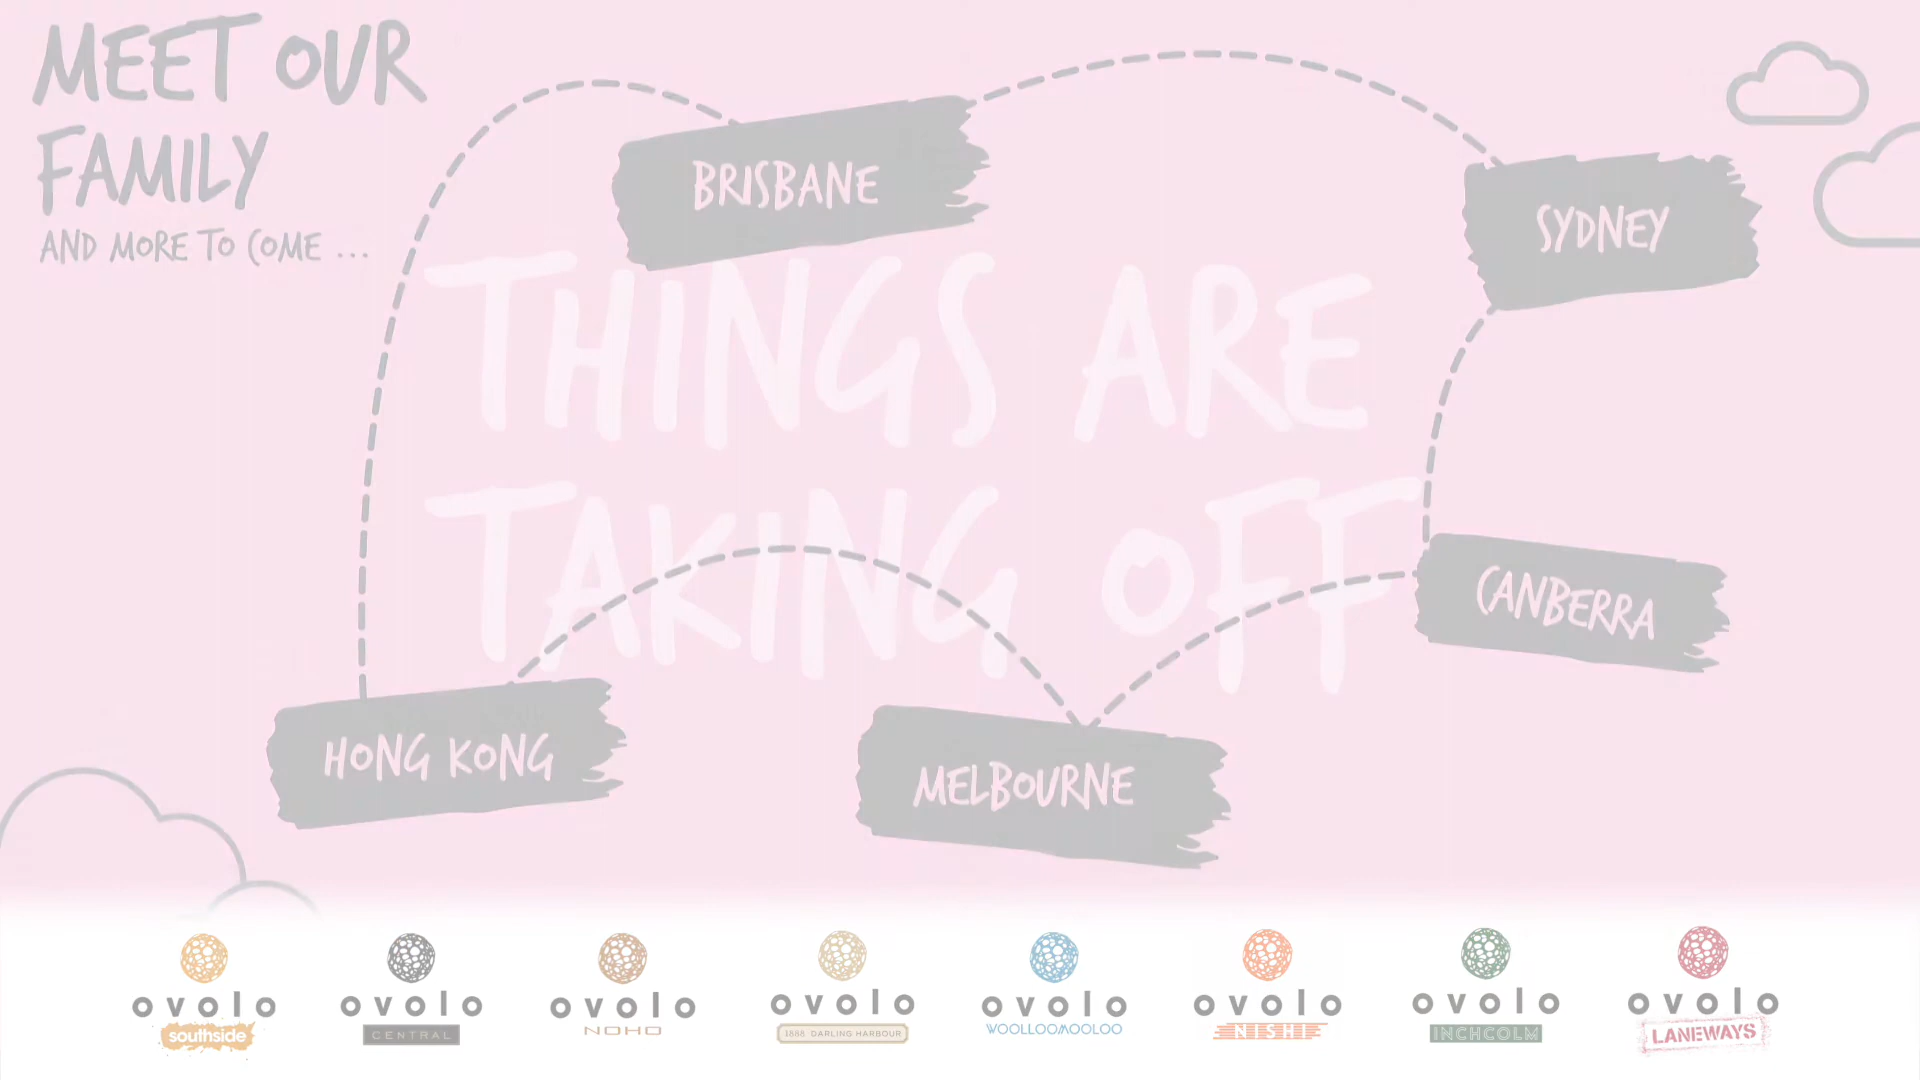 MEET OUR
FAMILY
AND MORE TO COME ...
BRISBANE
SYDNEY
THINGS ARE
TAKING OFF
CANBERRA
HONG KONG
MELBOURNE
ovolo
southside
ovolo
CENTRAL
ovolo
NOHO
ovolo
1888 DARLING HARBOUR
ovolo
WOOLLOOMOOLOO
ovolo
NISHI
ovolo
INCHCOLM
ovolo
LANEWAYS